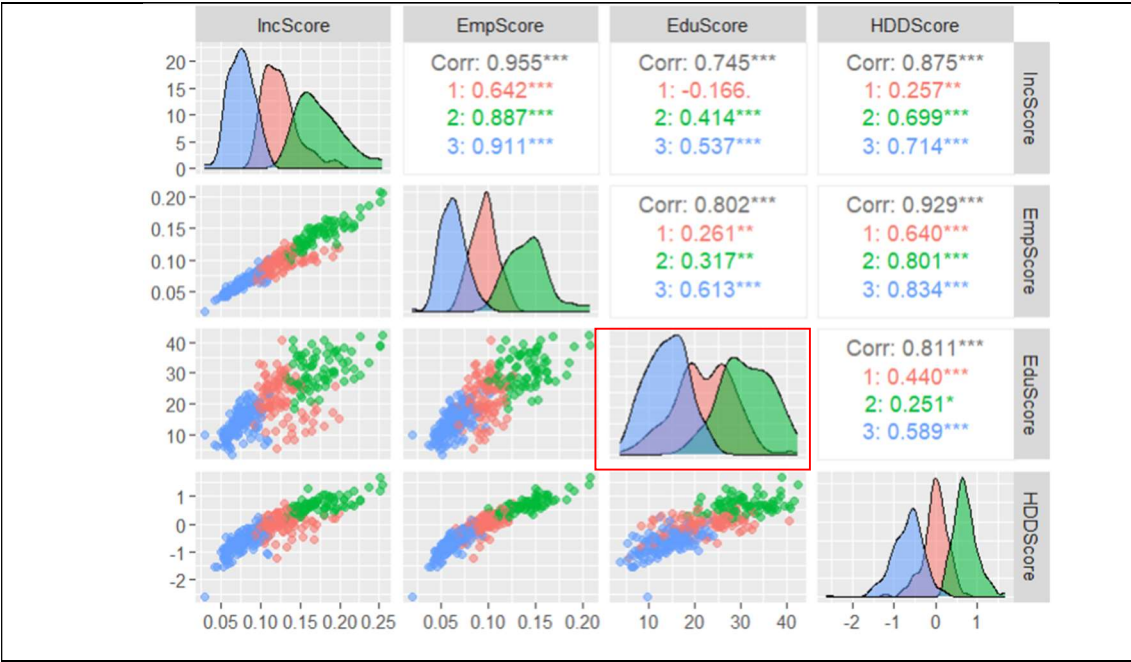 IncScore EmpScore EduScore HDDScore
20
15
10
5
0
Corr: 0.955***
1: 0.642***
2: 0.887***
3: 0.911***
Corr: 0.745***
1: -0.166.
2: 0.414***
3: 0.537***
Corr: 0.875***
1: 0.257**
2: 0.699***
3: 0.714***
IncScore
0.20
0.15
0.10
0.05
Corr: 0.802***
1: 0.261**
2: 0.317**
3: 0.613***
Corr: 0.929***
1: 0.640***
2: 0.801***
3: 0.834***
EmpScore
40
30
20
10
Corr: 0.811***
1: 0.440***
2: 0.251*
3: 0.589***
EduScore
1
0
-1
-2
HDDScore
0.05 0.10 0.15 0.20 0.25 0.05 0.10 0.15 0.20 10 20 30 40 -2 -1 0 1